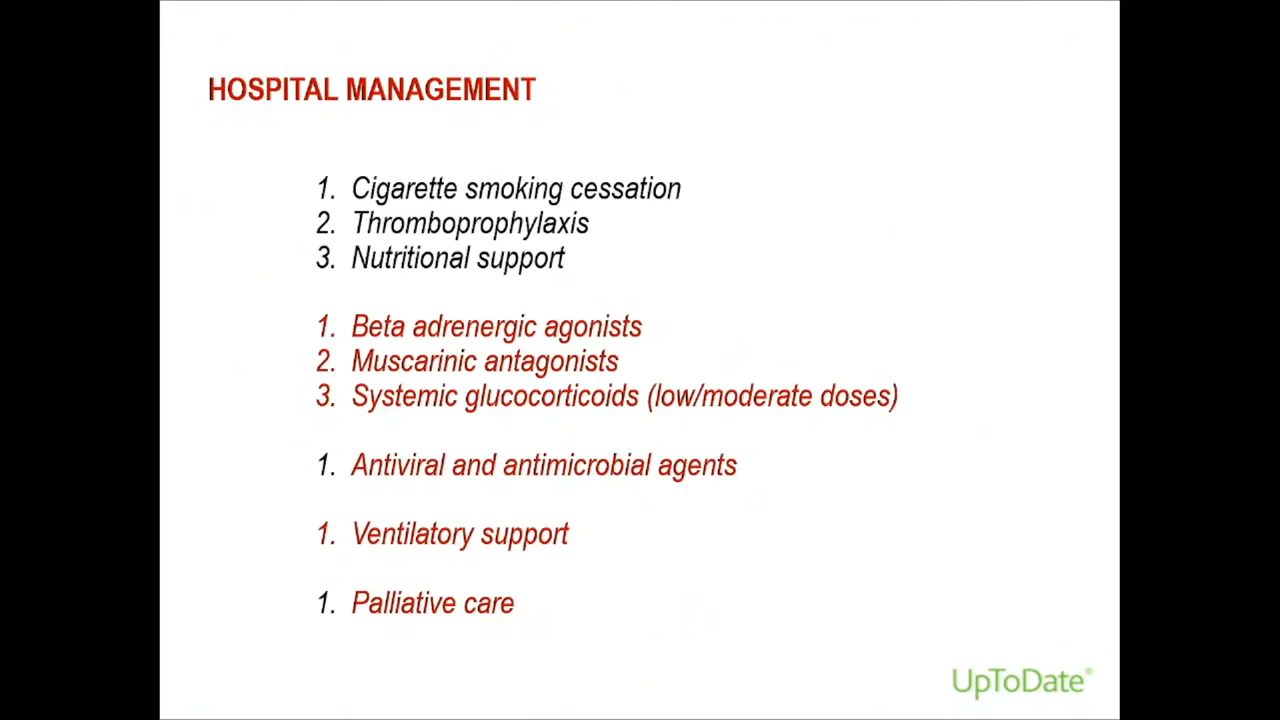 HOSPITAL MANAGEMENT
1. Cigarette smoking cessation
2. Thromboprophylaxis
3. Nutritional support
1. Beta adrenergic agonists
2. Muscarinic antagonists
3. Systemic glucocorticoids (low/moderate doses)
1. Antiviral and antimicrobial agents
1. Ventilatory support
1. Palliative care
UpToDate®